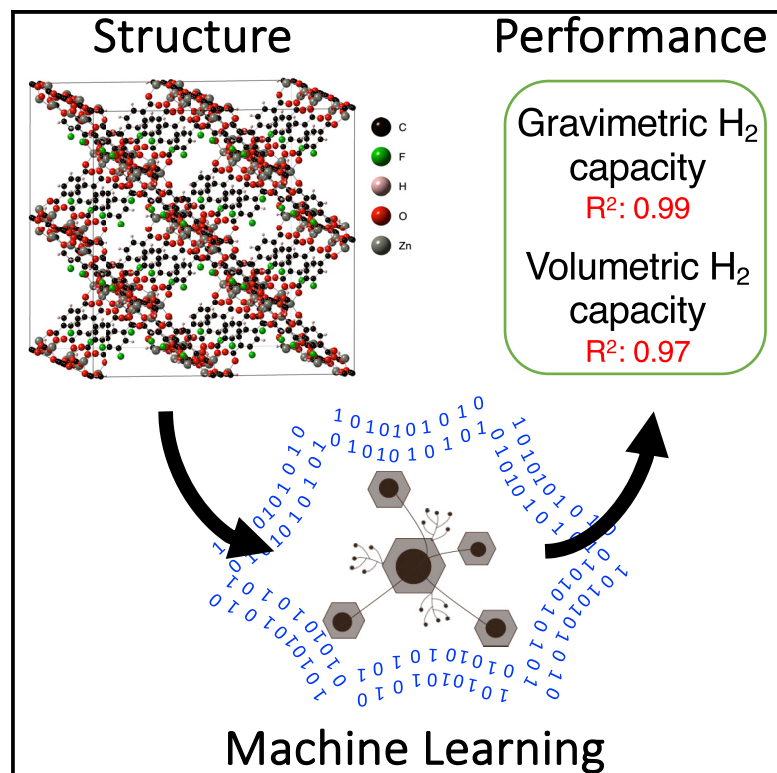 Structure
Performance
C
F
H
O
Zn
Gravimetric H₂
capacity
R²: 0.99
Volumetric H₂
capacity
R²: 0.97
Machine Learning